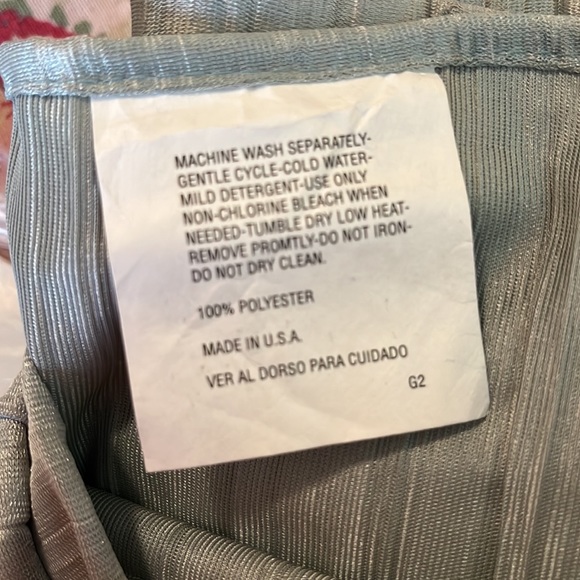 MACHINE WASH SEPARATELY-
GENTLE CYCLE-COLD WATER-
MILD DETERGENT-USE ONLY
NON-CHLORINE BLEACH WHEN
NEEDED-TUMBLE DRY LOW HEAT-
REMOVE PROMTLY-DO NOT IRON-
DO NOT DRY CLEAN.
100% POLYESTER
MADE IN U.S.A.
VER AL DORSO PARA CUIDADO
G2